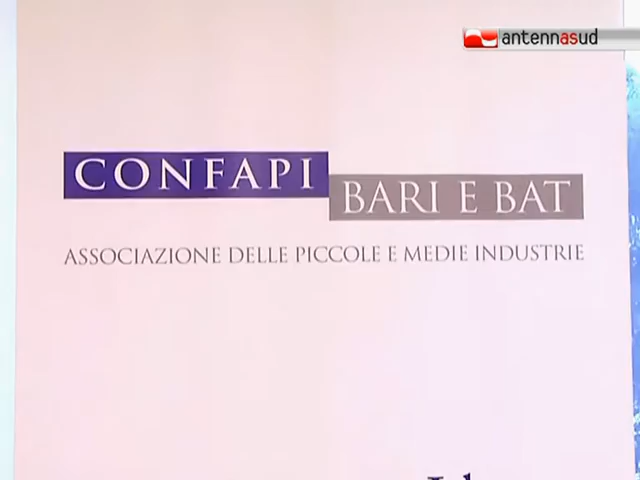 antennasud
CONFAPI
BARI E BAT
ASSOCIAZIONE DELLE PICCOLE E MEDIE INDUSTRIE